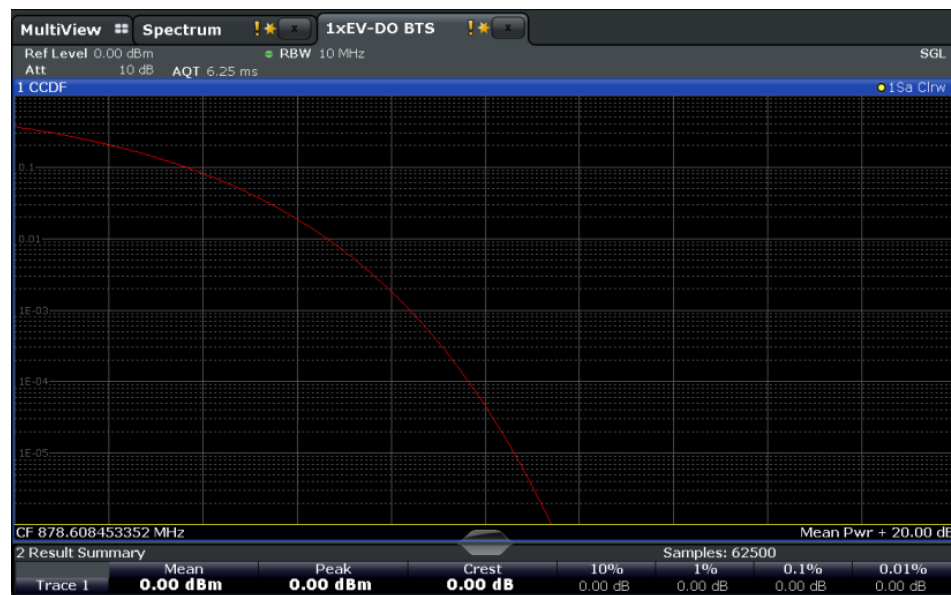 MultiView Spectrum ! x 1xEV-DO BTS ! x
Ref Level 0.00 dBm RBW 10 MHz SGL
Att 10 dB AQT 6.25 ms
1 CCDF 1Sa Clrw
0.1
0.01
1E-03
1E-04
1E-05
CF 878.608453352 MHz Mean Pwr + 20.00 dB
2 Result Summary Samples: 62500
Mean Peak Crest 10% 1% 0.1% 0.01%
Trace 1 0.00 dBm 0.00 dBm 0.00 dB 0.00 dB 0.00 dB 0.00 dB 0.00 dB